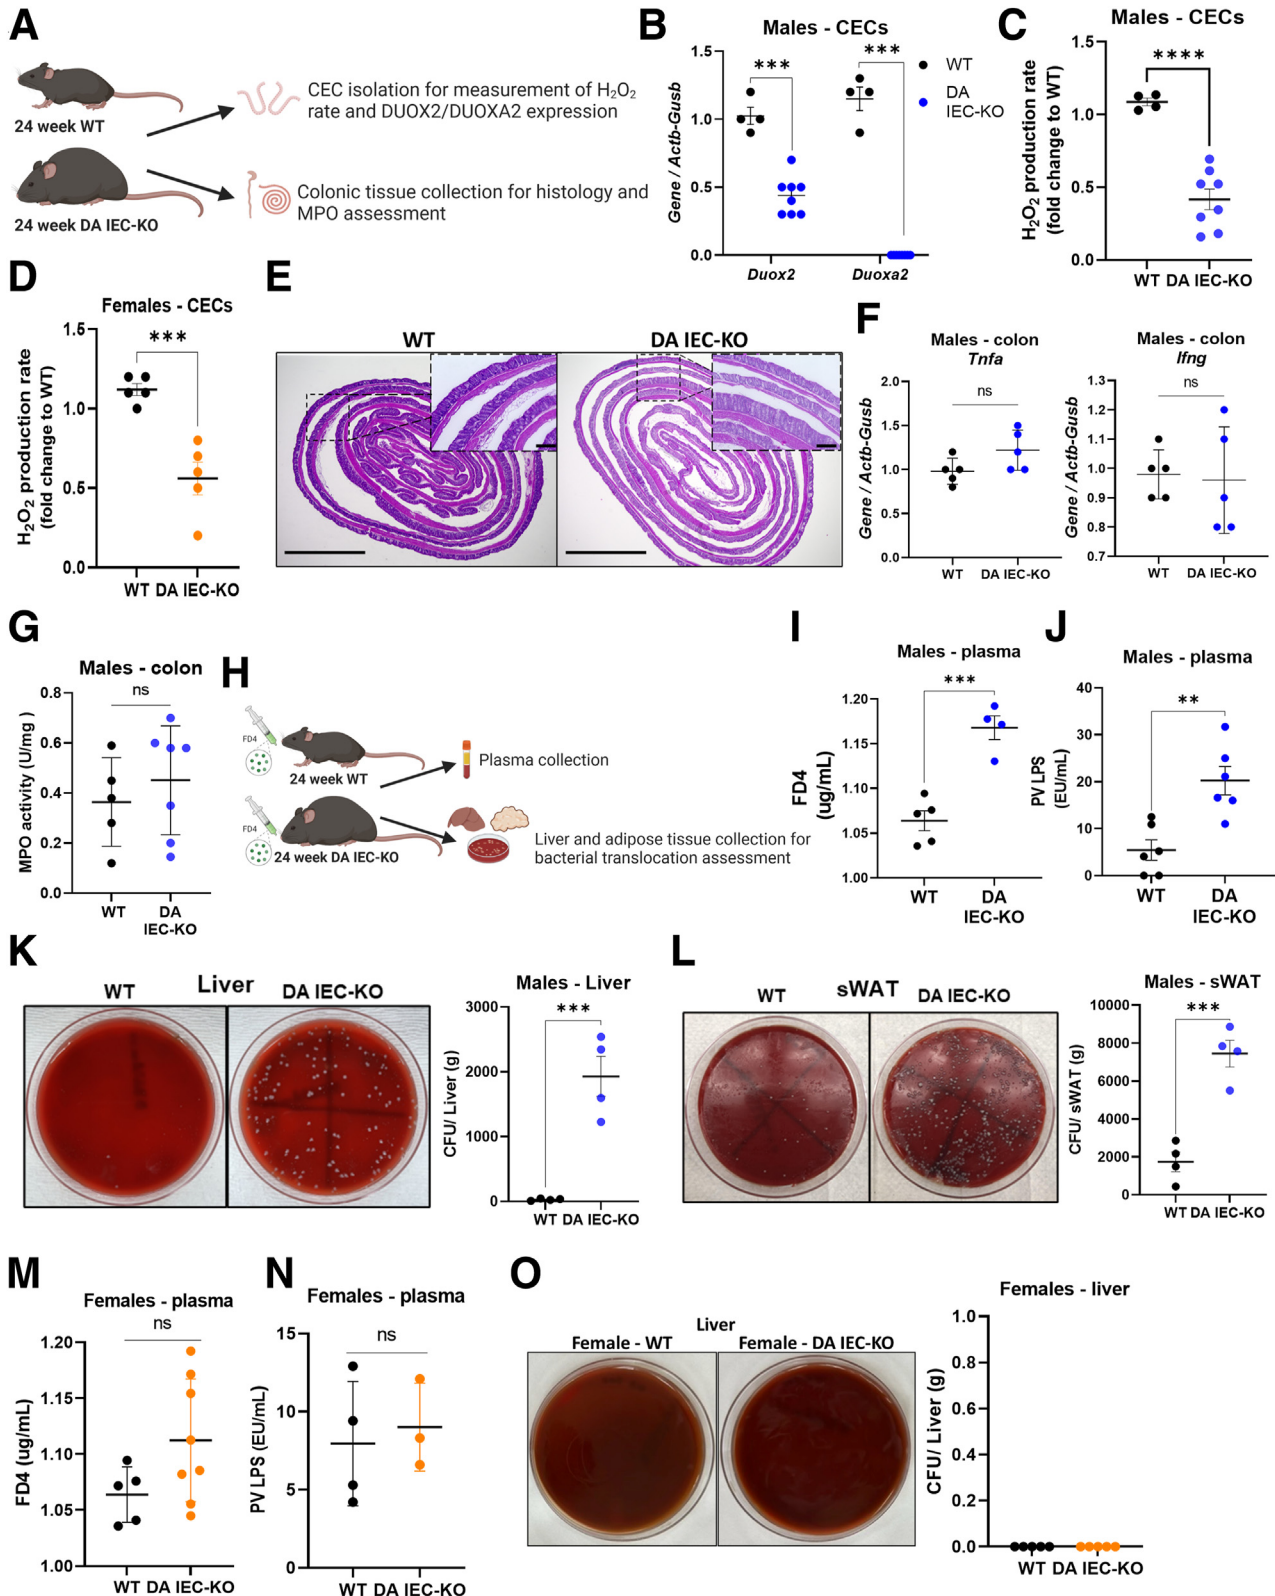 A
24 week WT
24 week DA IEC-KO
CEC isolation for measurement of H₂O₂
rate and DUOX2/DUOXA2 expression
Colonic tissue collection for histology and
MPO assessment
B
Males - CECs
Gene / Actb-Gusb
1.5
1.0
0.5
0.0
***
***
Duox2
Duoxa2
WT
DA
IEC-KO
C
Males - CECs
H₂O₂ production rate
(fold change to WT)
1.5
1.0
0.5
0.0
****
WT DA IEC-KO
D
Females - CECs
H₂O₂ production rate
(fold change to WT)
1.5
1.0
0.5
0.0
***
WT DA IEC-KO
E
WT
DA IEC-KO
F
Males - colon
Tnfa
Gene / Actb-Gusb
2.0
1.5
1.0
0.5
0.0
ns
WT DA IEC-KO
Males - colon
Ifng
Gene / Actb-Gusb
1.3
1.2
1.1
1.0
0.9
0.8
0.7
ns
WT DA IEC-KO
G
Males - colon
MPO activity (U/mg )
0.8
0.6
0.4
0.2
0.0
ns
WT
DA
IEC-KO
H
FD4
24 week WT
FD4
24 week DA IEC-KO
Plasma collection
Liver and adipose tissue collection for
bacterial translocation assessment
I
Males - plasma
FD4
(ug/mL)
1.20
1.15
1.10
1.05
1.00
***
WT
DA
IEC-KO
J
Males - plasma
PV LPS
(EU/mL)
40
30
20
10
0
**
WT
DA
IEC-KO
K
Liver
WT
DA IEC-KO
Males - Liver
CFU/ Liver (g)
3000
2000
1000
0
***
WT DA IEC-KO
L
sWAT
WT
DA IEC-KO
Males - sWAT
CFU/ sWAT (g)
10000
8000
6000
4000
2000
0
***
WT DA IEC-KO
M
Females - plasma
FD4 (ug/mL)
1.20
1.15
1.10
1.05
1.00
ns
WT DA IEC-KO
N
Females - plasma
PV LPS (EU/mL)
15
10
5
0
ns
WT DA IEC-KO
O
Liver
Female - WT
Female - DA IEC-KO
Females - liver
CFU/ Liver (g)
1.0
0.8
0.6
0.4
0.2
0.0
WT DA IEC-KO